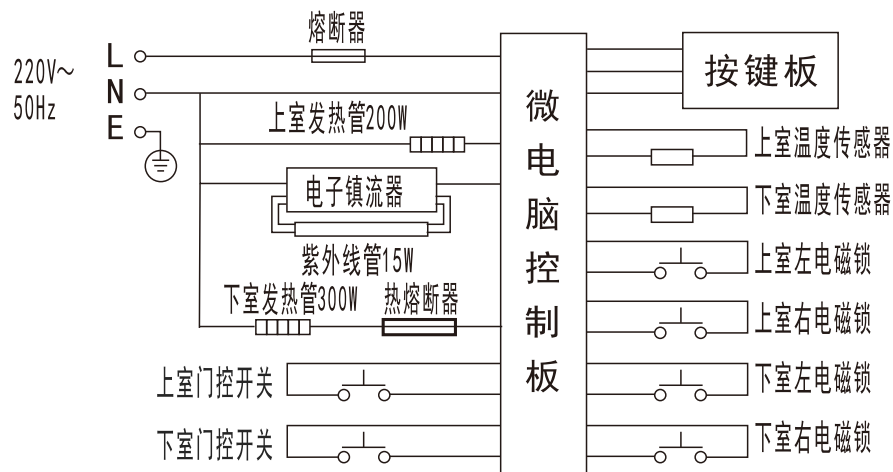 熔断器
L
220V～
50Hz
N
E
上室发热管200W
电子镇流器
紫外线管15W
下室发热管300W
热熔断器
上室门控开关
下室门控开关
微电脑控制板
按键板
上室温度传感器
下室温度传感器
上室左电磁锁
上室右电磁锁
下室左电磁锁
下室右电磁锁